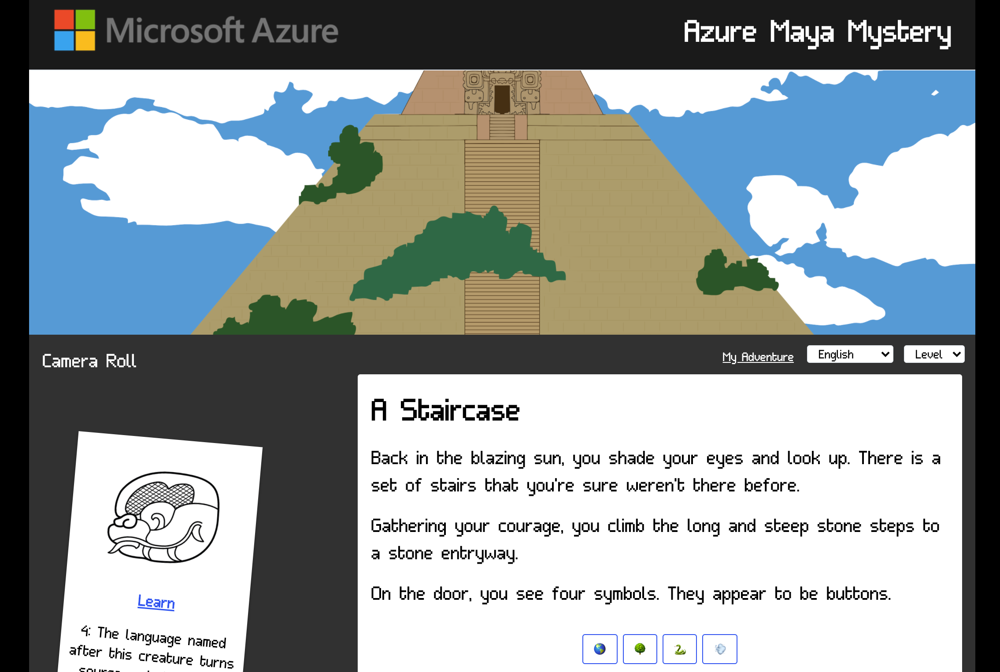 Microsoft Azure
Azure Maya Mystery
Camera Roll
My Adventure
English
Level
A Staircase
Back in the blazing sun, you shade your eyes and look up. There is a
set of stairs that you're sure weren't there before.
Gathering your courage, you climb the long and steep stone steps to
a stone entryway.
On the door, you see four symbols. They appear to be buttons.
Learn
4: The language named
after this creature turns